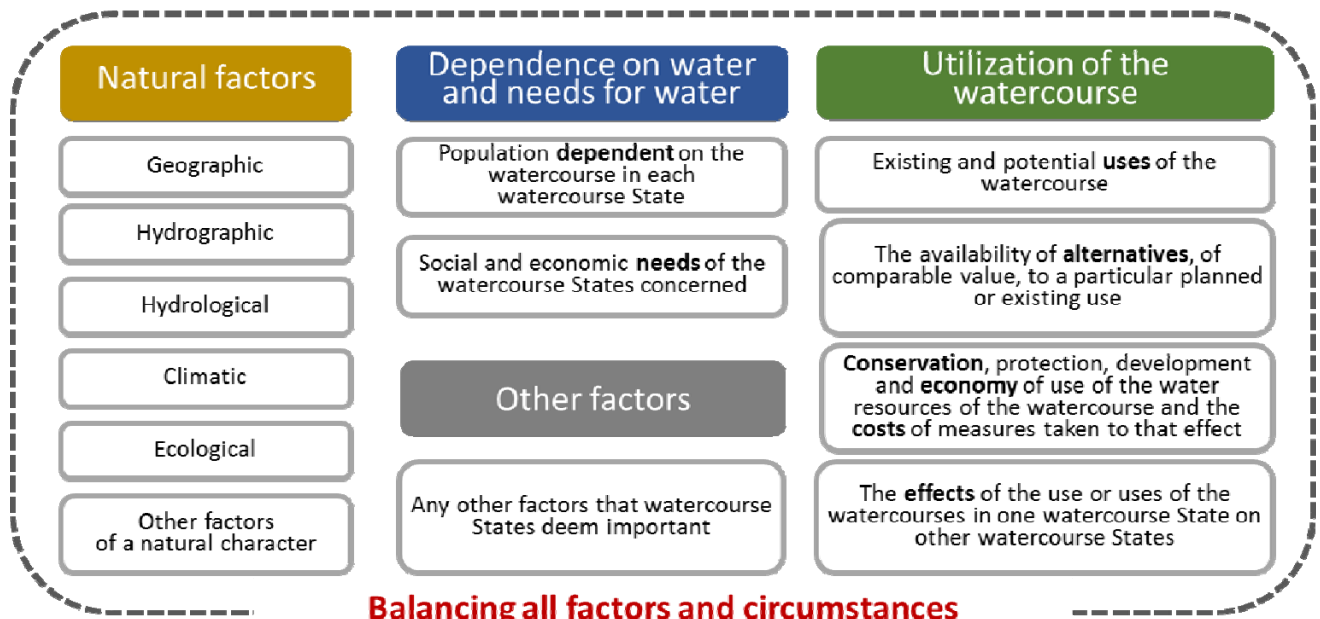 Natural factors
Geographic
Hydrographic
Hydrological
Climatic
Ecological
Other factors
of a natural character
Dependence on water
and needs for water
Population dependent on the
watercourse in each
watercourse State
Social and economic needs of the
watercourse States concerned
Other factors
Any other factors that watercourse
States deem important
Utilization of the
watercourse
Existing and potential uses of the
watercourse
The availability of alternatives, of
comparable value, to a particular planned
or existing use
Conservation, protection, development
and economy of use of the water
resources of the watercourse and the
costs of measures taken to that effect
The effects of the use or uses of the
watercourses in one watercourse State on
other watercourse States
Balancing all factors and circumstances